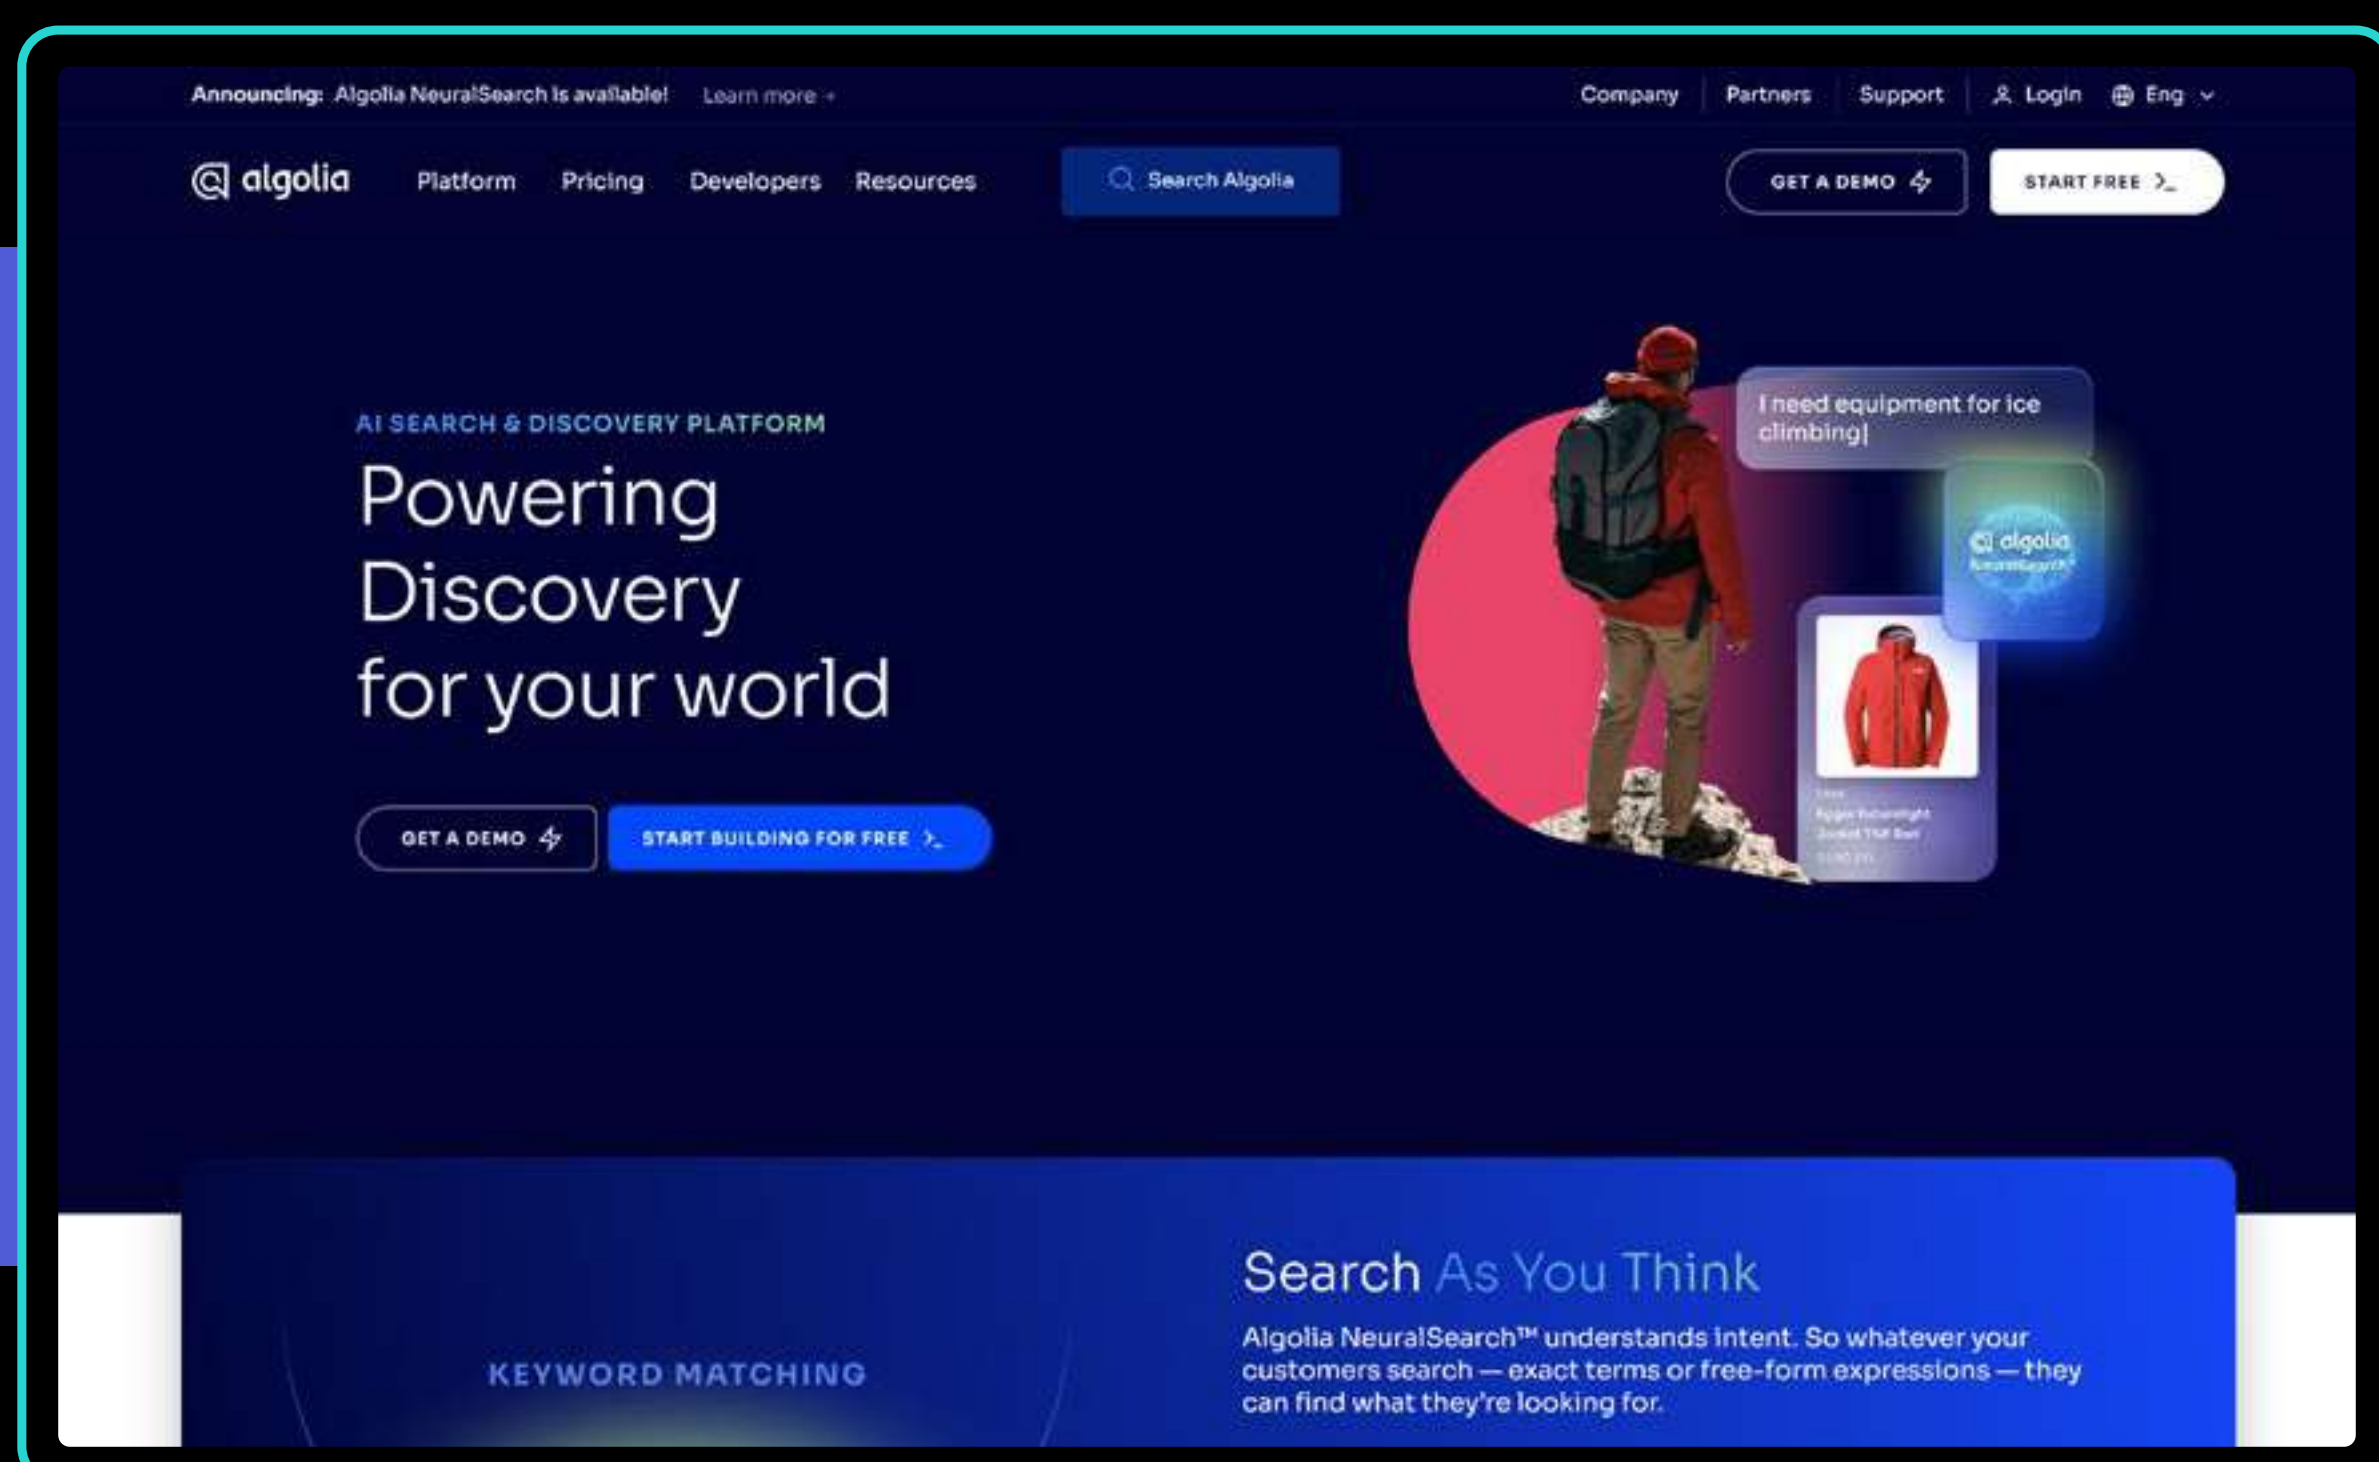 Announcing: Algolia NeuralSearch is available! Learn more →
Company Partners Support Login Eng
algolia Platform Pricing Developers Resources Search Algolia GET A DEMO START FREE
AI SEARCH & DISCOVERY PLATFORM
Powering
Discovery
for your world
GET A DEMO START BUILDING FOR FREE
I need equipment for ice
climbing|
algolia
NeuralSearch
Search As You Think
Algolia NeuralSearch™ understands intent. So whatever your
customers search — exact terms or free-form expressions — they
can find what they're looking for.
KEYWORD MATCHING